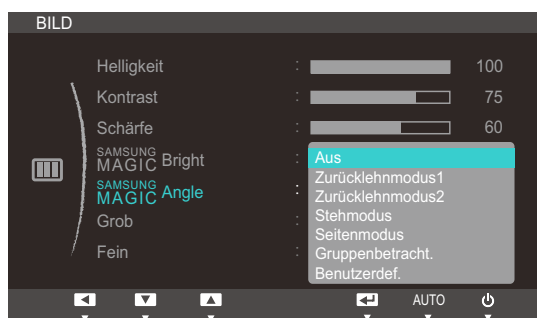 BILD
Helligkeit : 100
Kontrast : 75
Schärfe : 60
SAMSUNG MAGIC Bright :
SAMSUNG MAGIC Angle :
Grob :
Fein :
Aus
Zurücklehnmodus1
Zurücklehnmodus2
Stehmodus
Seitenmodus
Gruppenbetracht.
Benutzerdef.
AUTO